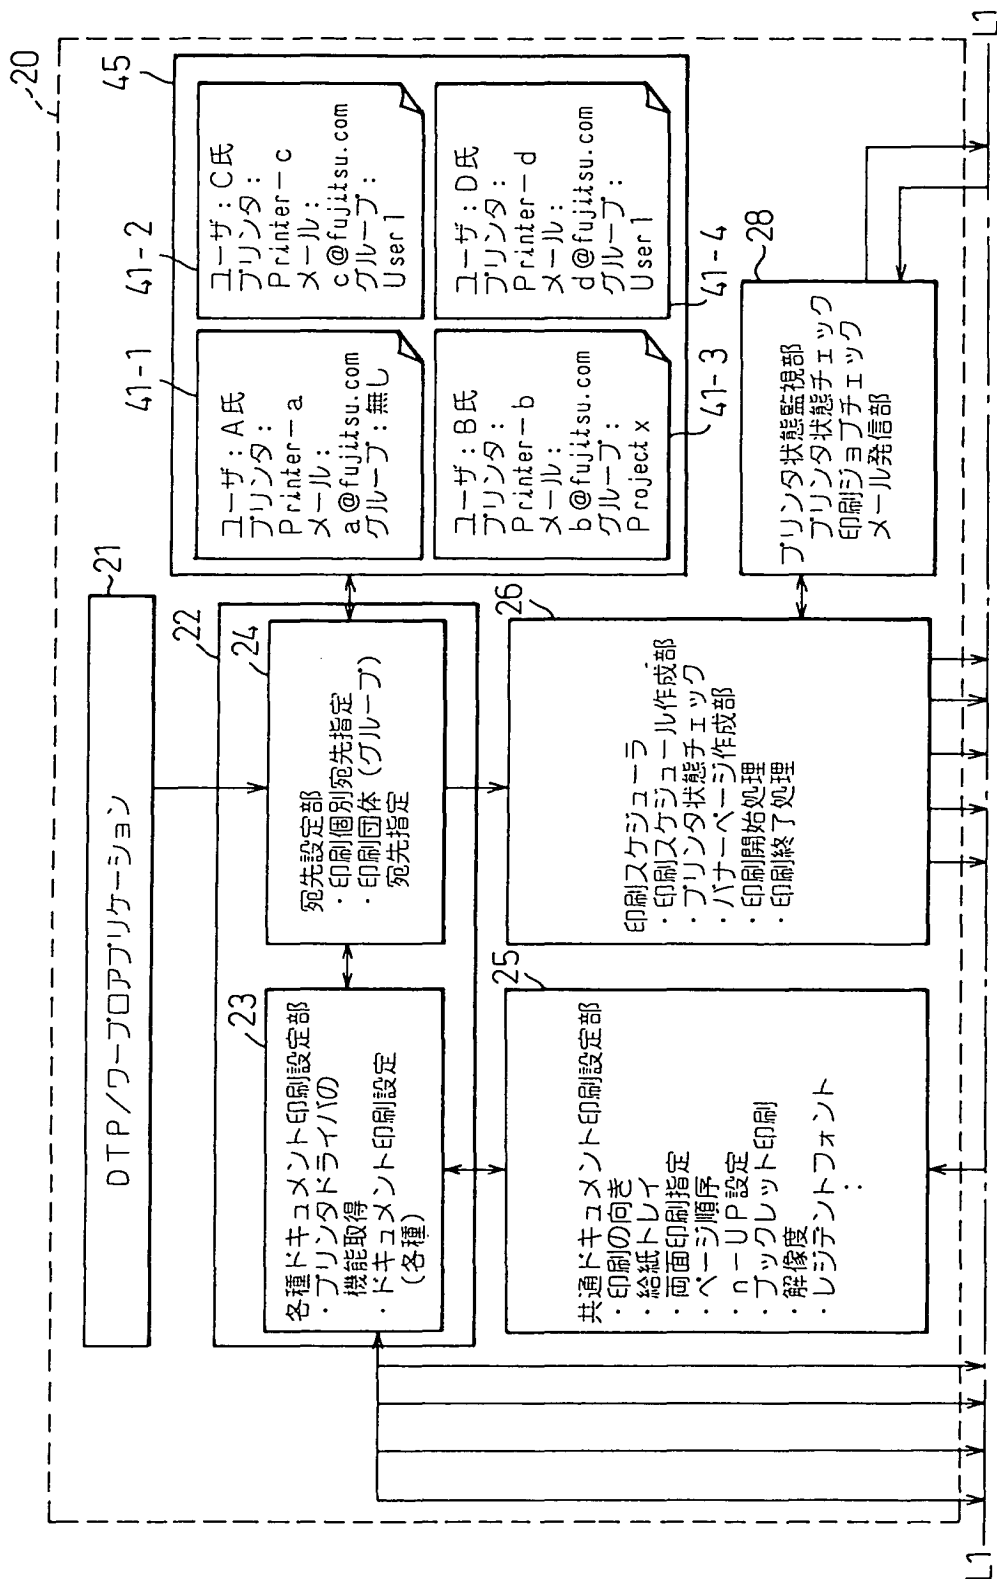 20
21
DTP/ワープロアプリケーション
22
23
各種ドキュメント印刷設定部
・プリンタドライバの
機能取得
・ドキュメント印刷設定
(各種)
24
宛先設定部
・印刷個別宛先指定
・印刷団体(グループ)
宛先指定
45
41-1
ユーザ:A氏
プリンタ:
Printer-a
メール:
a@fujitsu.com
グループ:無し
41-2
ユーザ:C氏
プリンタ:
Printer-c
メール:
c@fujitsu.com
グループ:
User1
41-3
ユーザ:B氏
プリンタ:
Printer-b
メール:
b@fujitsu.com
グループ:
Projectx
41-4
ユーザ:D氏
プリンタ:
Printer-d
メール:
d@fujitsu.com
グループ:
User1
25
共通ドキュメント印刷設定部
・印刷の向き
・給紙トレイ
・両面印刷指定
・ページ順序
・n-UP設定
・ブックレット印刷
・解像度
・レジデントフォント
:
26
印刷スケジューラ
・印刷スケジュール作成部
・プリンタ状態チェック
・バナーページ作成部
・印刷開始処理
・印刷終了処理
28
プリンタ状態監視部
プリンタ状態チェック
印刷ジョブチェック
メール発信部
L1
L1